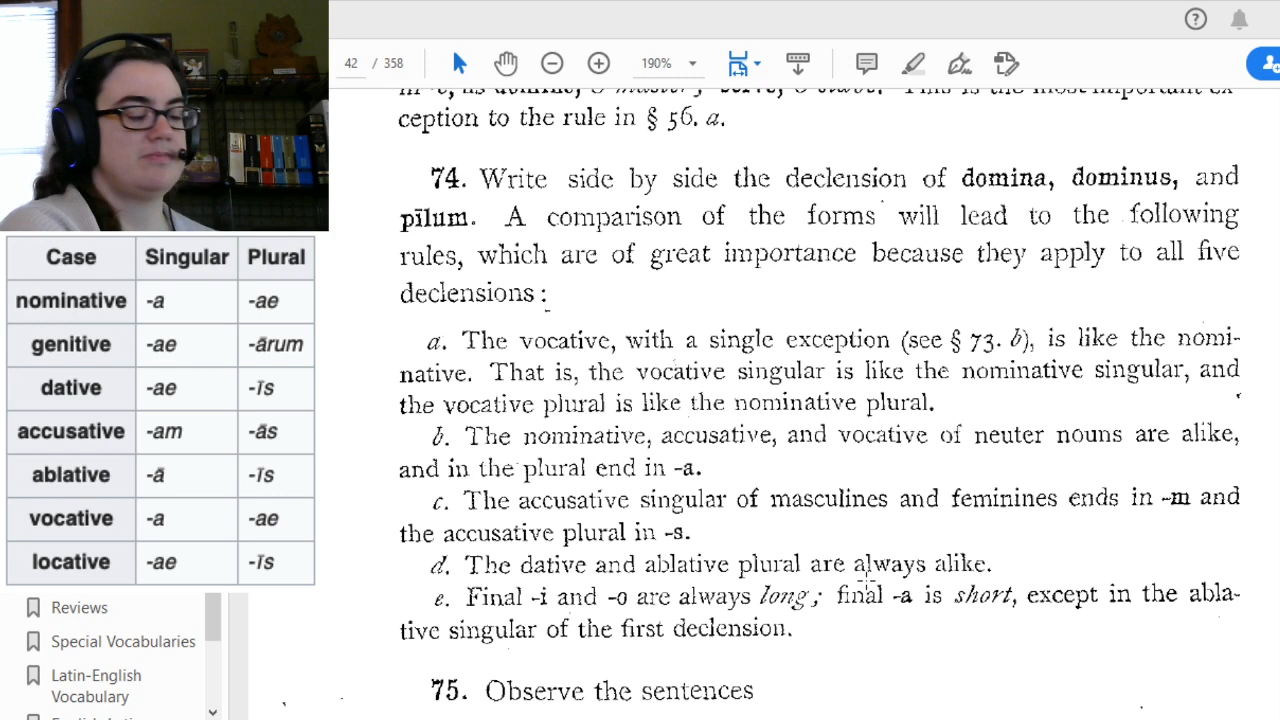 42 / 358
190%
ception to the rule in § 56. a.
74. Write side by side the declension of domina, dominus, and
pīlum. A comparison of the forms will lead to the following
rules, which are of great importance because they apply to all five
declensions :
a. The vocative, with a single exception (see § 73. b), is like the nomi-
native. That is, the vocative singular is like the nominative singular, and
the vocative plural is like the nominative plural.
b. The nominative, accusative, and vocative of neuter nouns are alike,
and in the plural end in -a.
c. The accusative singular of masculines and feminines ends in -m and
the accusative plural in -s.
d. The dative and ablative plural are always alike.
e. Final -i and -o are always long; final -a is short, except in the abla-
tive singular of the first declension.
75. Observe the sentences
Case Singular Plural
nominative -a -ae
genitive -ae -ārum
dative -ae -īs
accusative -am -ās
ablative -ā -īs
vocative -a -ae
locative -ae -īs
Reviews
Special Vocabularies
Latin-English
Vocabulary